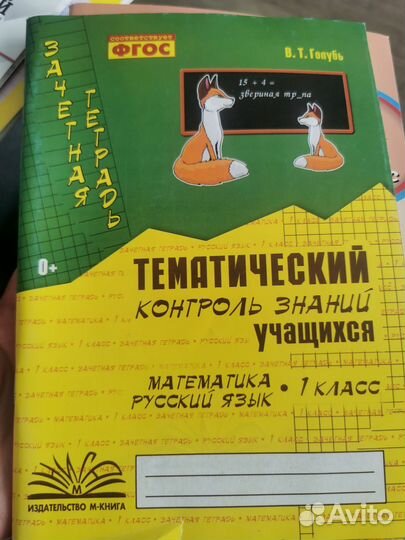 соответствует
ФГОС
В. Т. Голубь
ЗАЧЕТНАЯ
ТЕТРАДЬ
15 + 4 =
звериная тр_па
0+
ТЕМАТИЧЕСКИЙ
КОНТРОЛЬ ЗНАНИЙ
УЧАЩИХСЯ
МАТЕМАТИКА
РУССКИЙ ЯЗЫК • 1 КЛАСС
М
ИЗДАТЕЛЬСТВО М-КНИГА
Avito